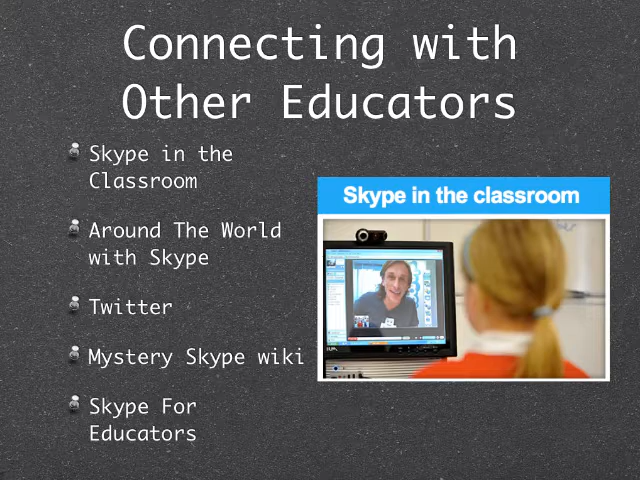 Connecting with
Other Educators
Skype in the
Classroom
Around The World
with Skype
Twitter
Mystery Skype wiki
Skype For
Educators
Skype in the classroom